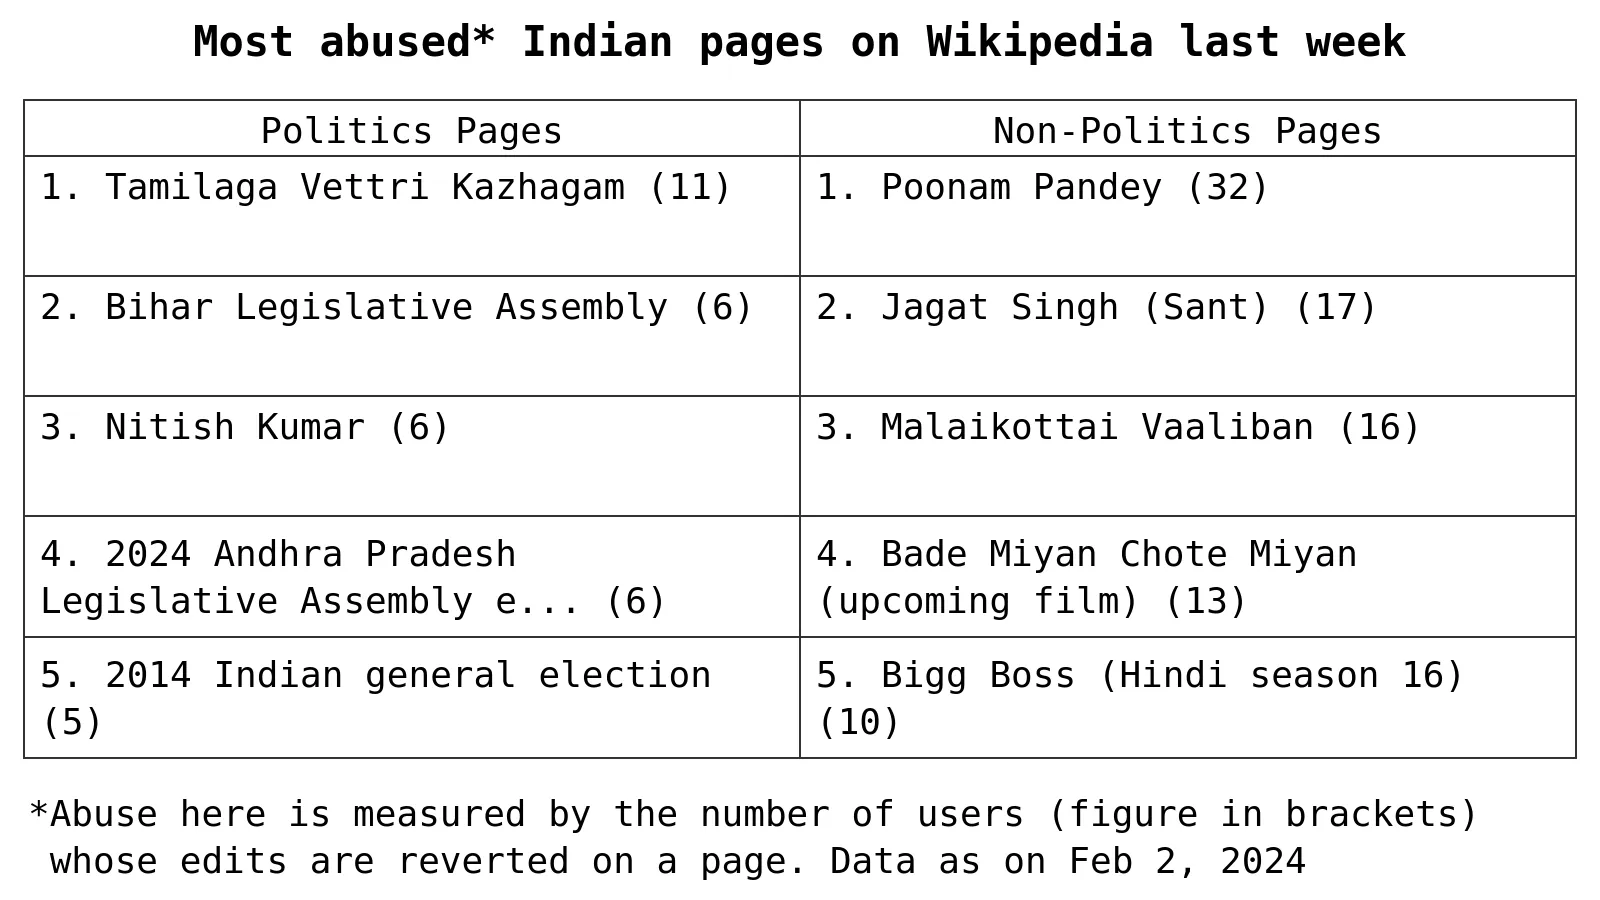 Most abused* Indian pages on Wikipedia last week
Politics Pages
Non-Politics Pages
1. Tamilaga Vettri Kazhagam (11)
1. Poonam Pandey (32)
2. Bihar Legislative Assembly (6)
2. Jagat Singh (Sant) (17)
3. Nitish Kumar (6)
3. Malaikottai Vaaliban (16)
4. 2024 Andhra Pradesh
Legislative Assembly e... (6)
4. Bade Miyan Chote Miyan
(upcoming film) (13)
5. 2014 Indian general election
(5)
5. Bigg Boss (Hindi season 16)
(10)
*Abuse here is measured by the number of users (figure in brackets)
whose edits are reverted on a page. Data as on Feb 2, 2024